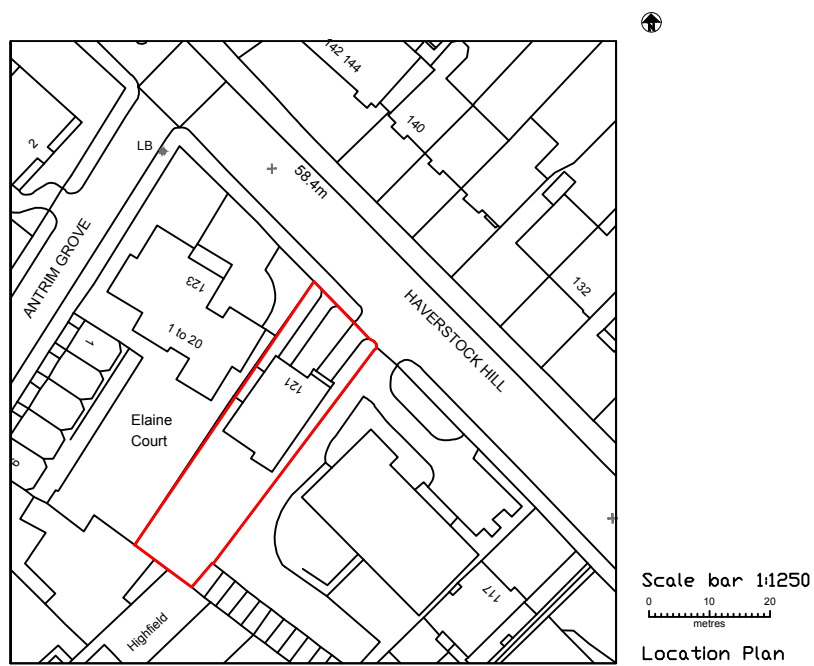 N
142 144
140
2
LB
58.4m
ANTRIM GROVE
123
132
HAVERSTOCK HILL
1 to 20
1
121
Elaine
Court
117
Highfield
Scale bar 1:1250
0 10 20
metres
Location Plan